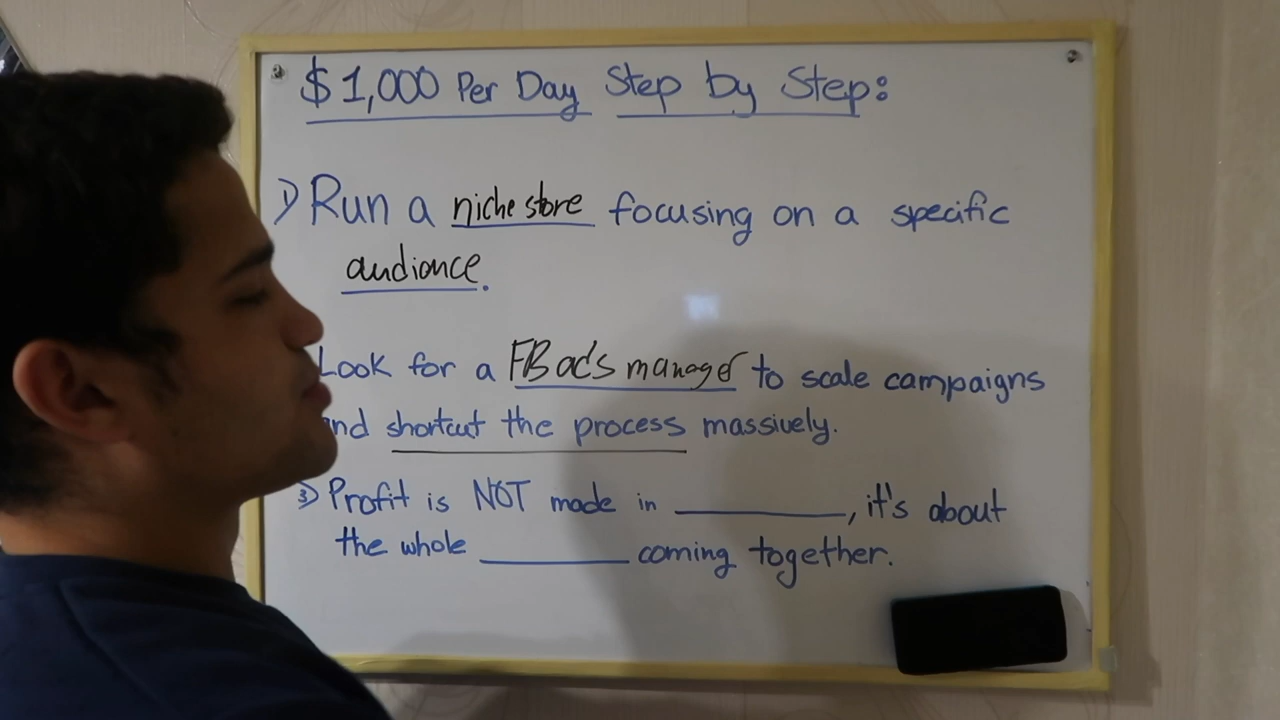 $1,000 Per Day Step by Step:
1) Run a niche store focusing on a specific
audiance.
Look for a FB ads manager to scale campaigns
nd shortcut the process massively.
3) Profit is NOT made in ________, it's about
the whole ________ coming together.